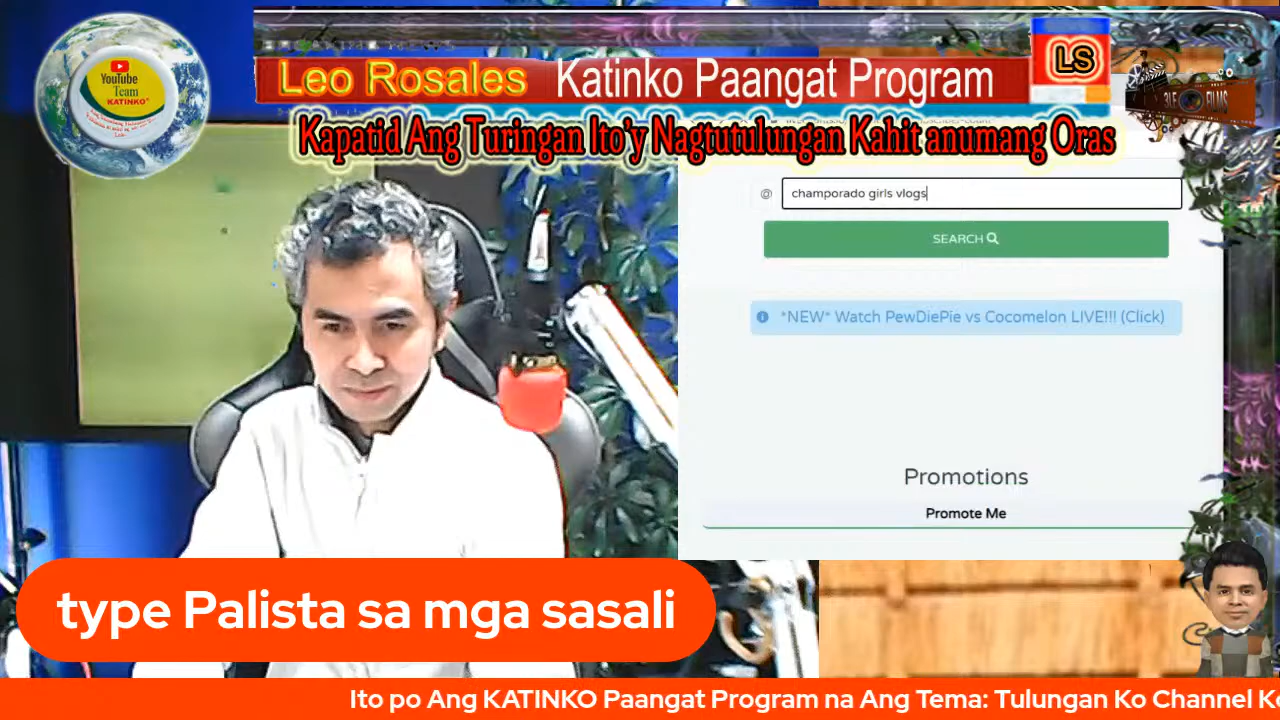 YouTube
Team
KATINKO
Leo Rosales Katinko Paangat Program
LS
FILMS
Kapatid Ang Turingan Ito'y Nagtutulungan Kahit anumang Oras
@ champorado girls vlogs
SEARCH
*NEW* Watch PewDiePie vs Cocomelon LIVE!!! (Click)
Promotions
Promote Me
type Palista sa mga sasali
Ito po Ang KATINKO Paangat Program na Ang Tema: Tulungan Ko Channel